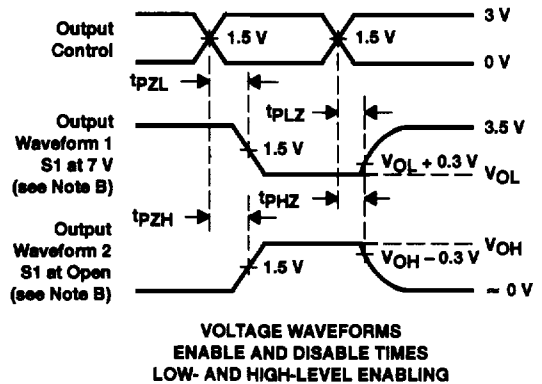 Output
Control
3 V
1.5 V
1.5 V
0 V
tPZL
tPLZ
Output
Waveform 1
S1 at 7 V
(see Note B)
3.5 V
1.5 V
VOL + 0.3 V
VOL
tPZH
tPHZ
Output
Waveform 2
S1 at Open
(see Note B)
VOH
1.5 V
VOH − 0.3 V
≈ 0 V
VOLTAGE WAVEFORMS
ENABLE AND DISABLE TIMES
LOW- AND HIGH-LEVEL ENABLING